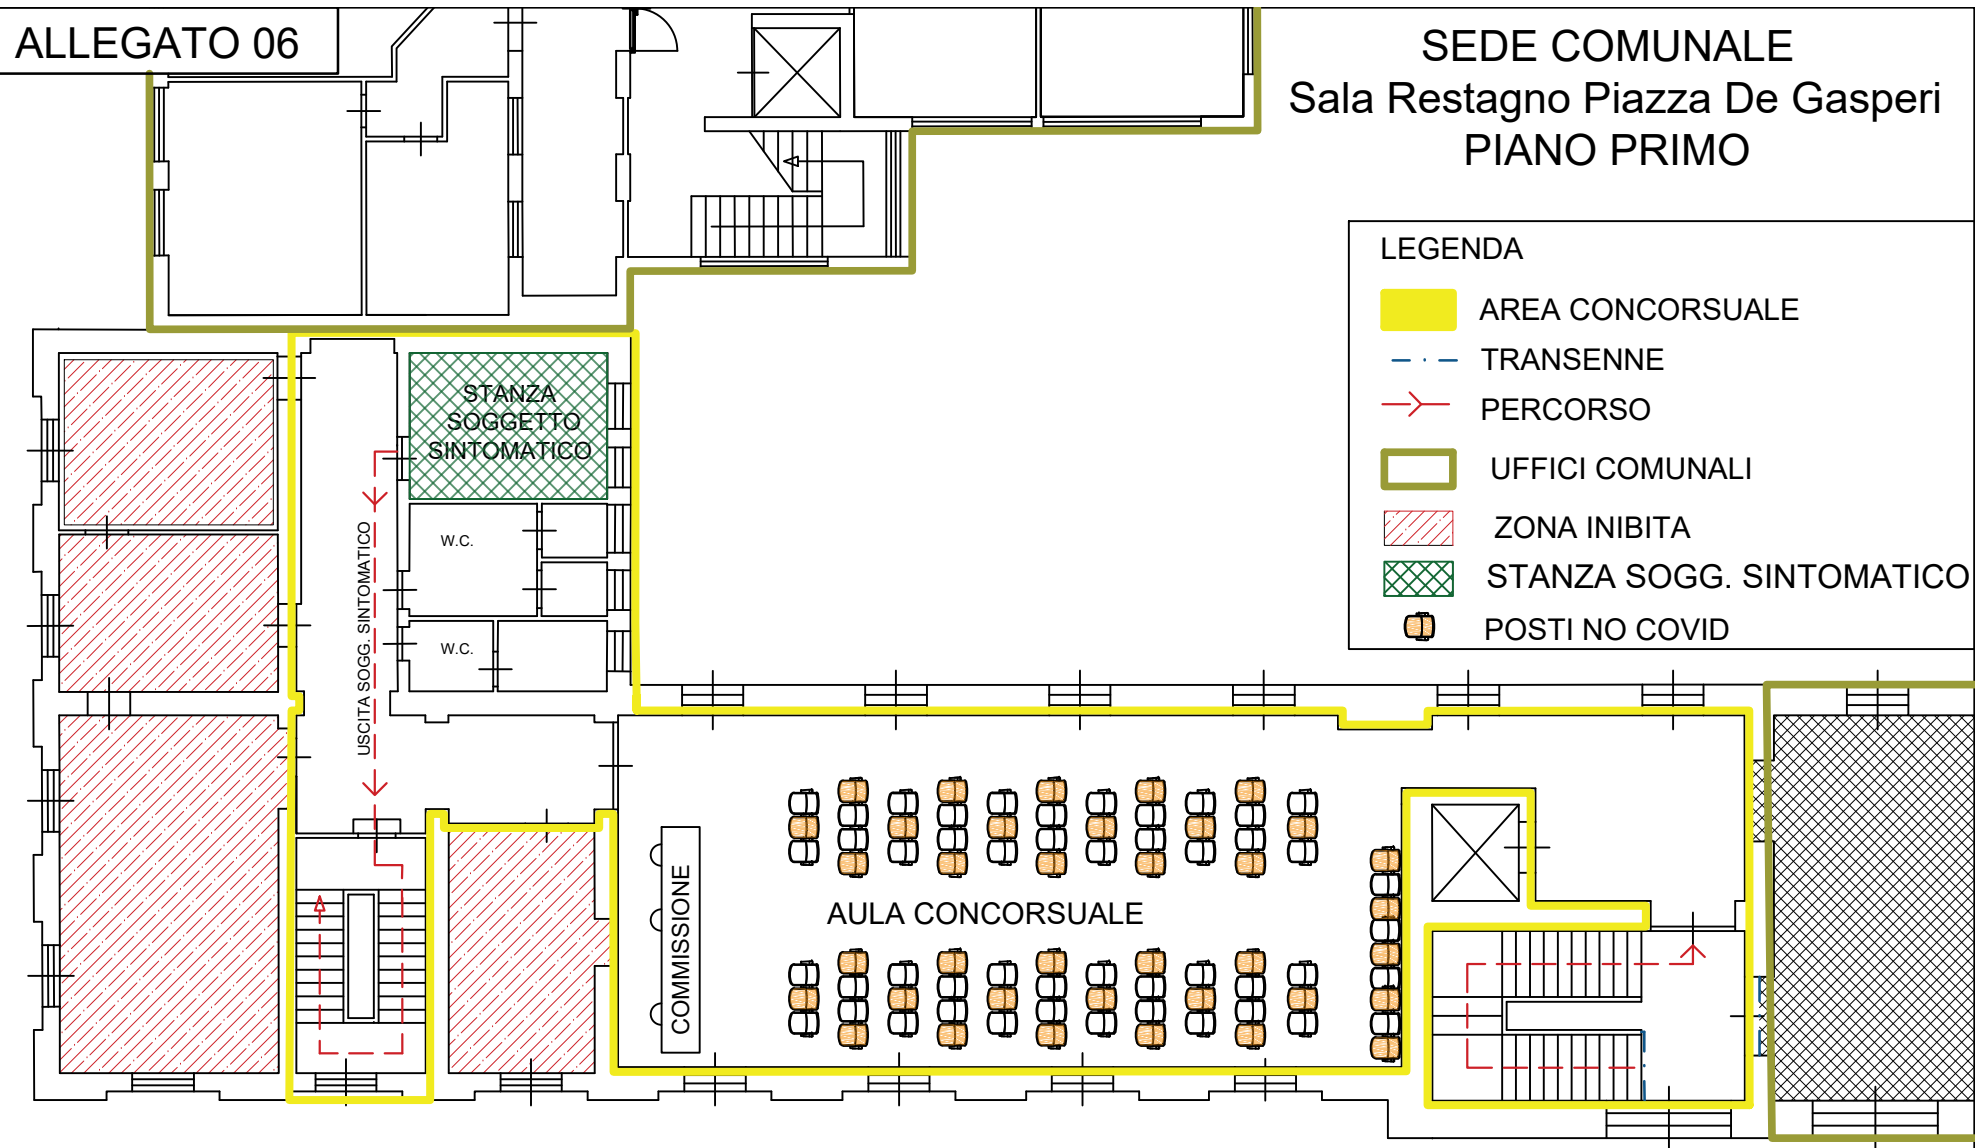 ALLEGATO 06
SEDE COMUNALE
Sala Restagno Piazza De Gasperi
PIANO PRIMO
LEGENDA
AREA CONCORSUALE
TRANSENNE
PERCORSO
UFFICI COMUNALI
ZONA INIBITA
STANZA SOGG. SINTOMATICO
POSTI NO COVID
STANZA
SOGGETTO
SINTOMATICO
W.C.
W.C.
USCITA SOGG. SINTOMATICO
COMMISSIONE
AULA CONCORSUALE